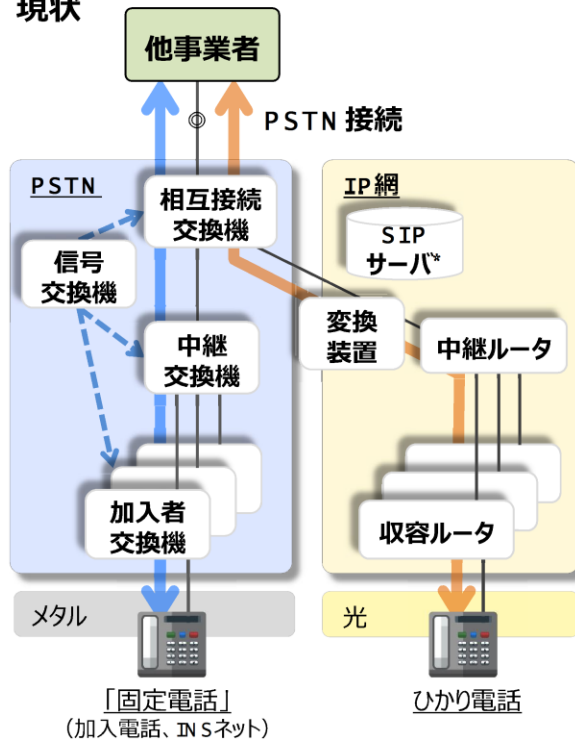 現状
他事業者
PSTN 接続
PSTN
相互接続
交換機
信号
交換機
中継
交換機
加入者
交換機
IP網
SIP
サーバ*
変換
装置
中継ルータ
収容ルータ
メタル
光
「固定電話」
(加入電話、INSネット)
ひかり電話